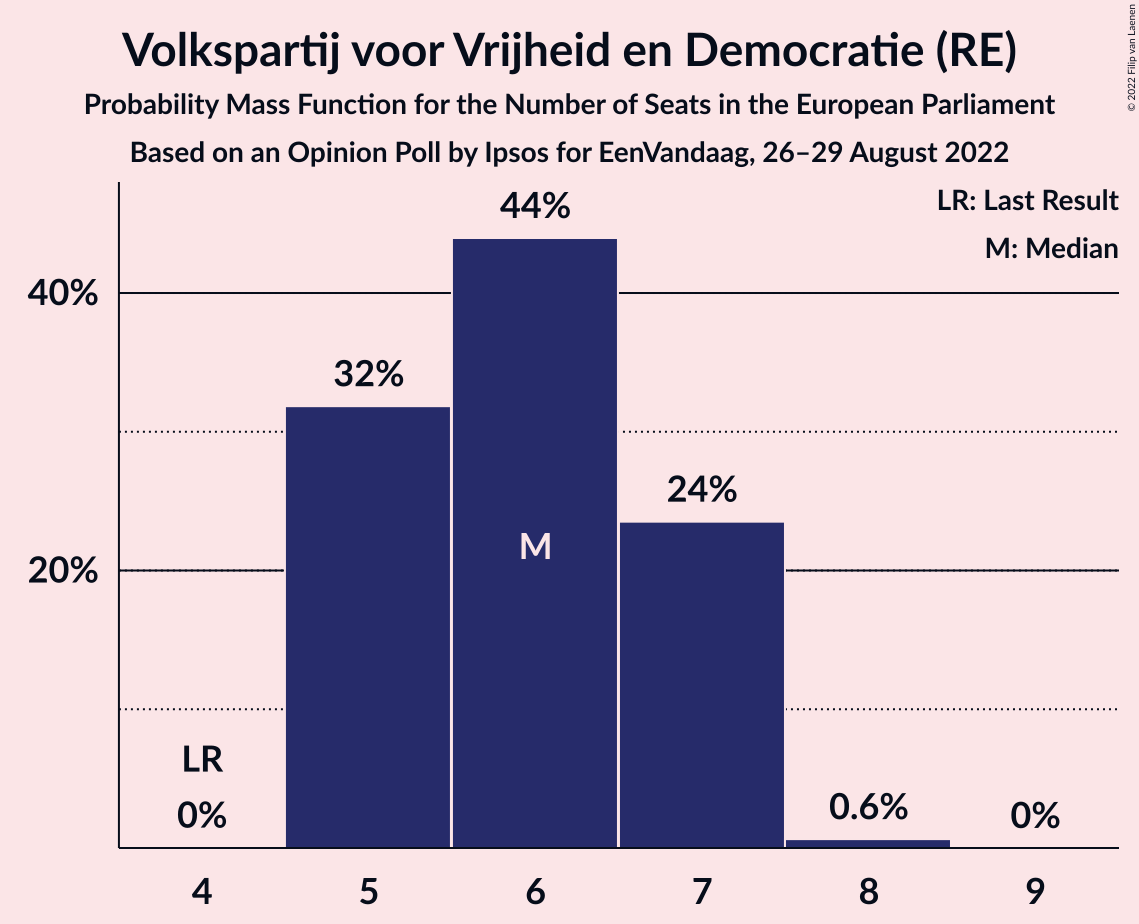 Volkspartij voor Vrijheid en Democratie (RE)
Probability Mass Function for the Number of Seats in the European Parliament
Based on an Opinion Poll by Ipsos for EenVandaag, 26–29 August 2022
© 2022 Filip van Laenen
LR: Last Result
M: Median
44%
40%
32%
24%
M
20%
LR
0%
0.6%
0%
4 5 6 7 8 9